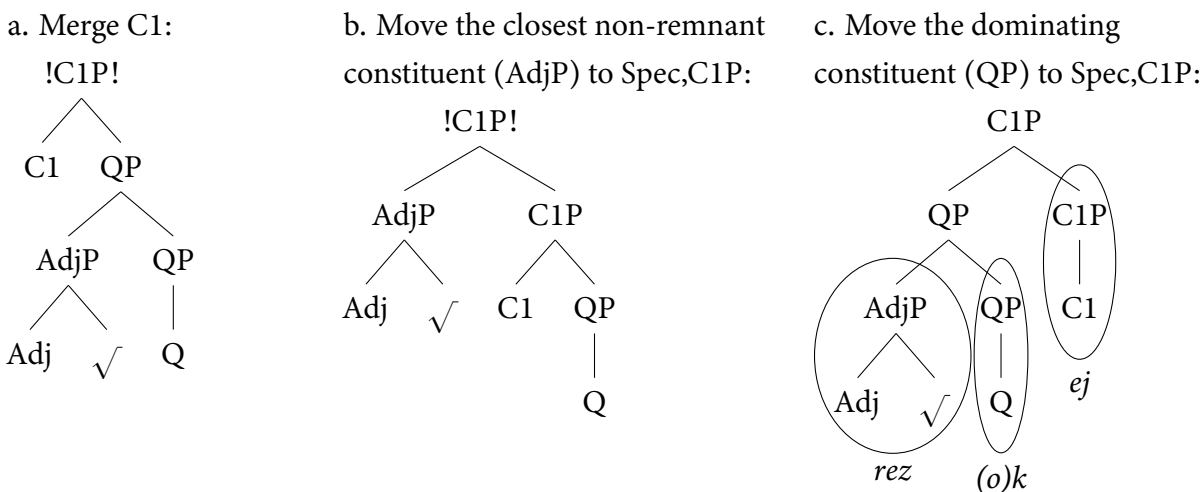 a. Merge C1:
!C1P!
C1 QP
AdjP QP
Adj √ Q
b. Move the closest non-remnant
constituent (AdjP) to Spec,C1P:
!C1P!
AdjP C1P
Adj √ C1 QP
Q
c. Move the dominating
constituent (QP) to Spec,C1P:
C1P
QP C1P
AdjP QP C1
Adj √ Q ej
rez (o)k